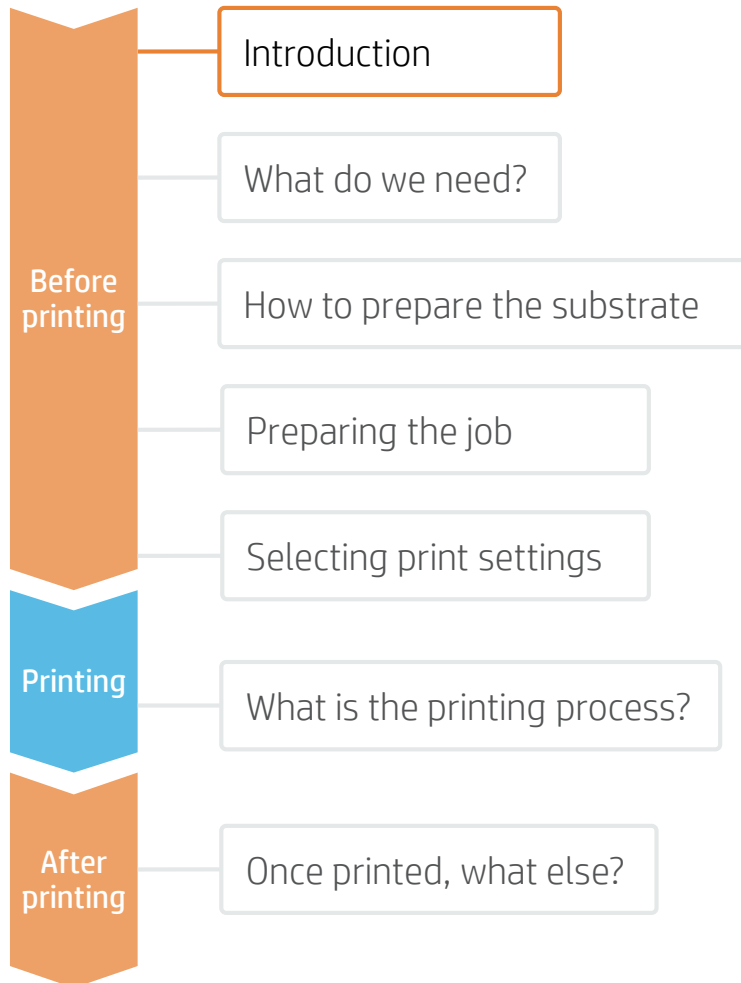 Introduction
What do we need?
Before
printing
How to prepare the substrate
Preparing the job
Selecting print settings
Printing
What is the printing process?
After
printing
Once printed, what else?